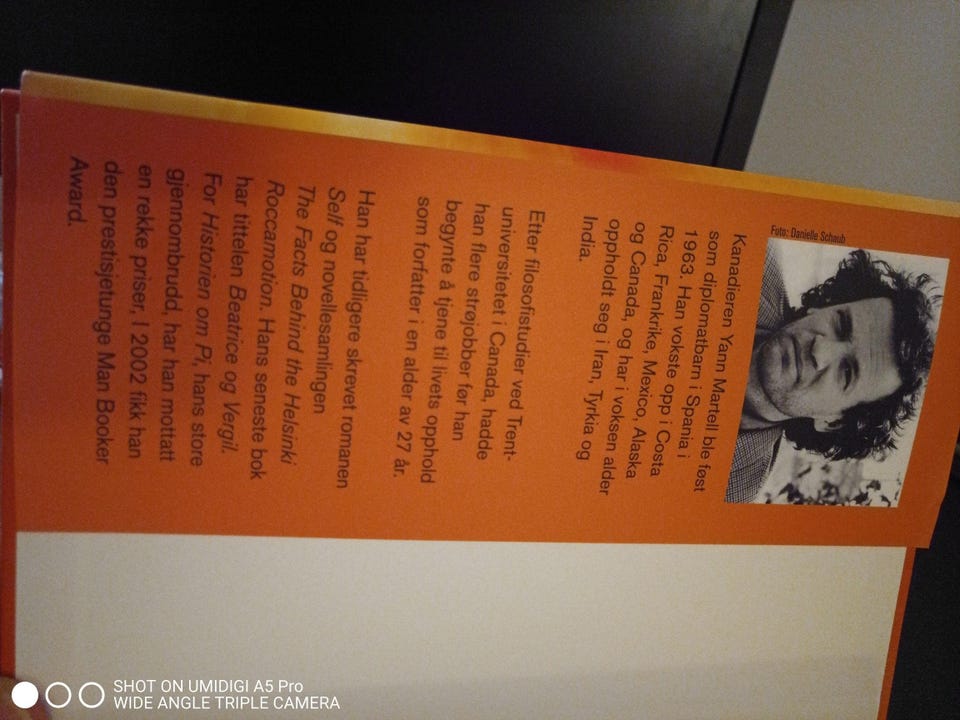 Foto: Danielle Schaub
Kanadieren Yann Martell ble føst
som diplomatbarn i Spania i
1963. Han vokste opp i Costa
Rica, Frankrike, Mexico, Alaska
og Canada, og har i voksen alder
oppholdt seg i Iran, Tyrkia og
India.
Etter filosofistudier ved Trent-
universitetet i Canada, hadde
han flere strøjobber før han
begynte å tjene til livets opphold
som forfatter i en alder av 27 år.
Han har tidligere skrevet romanen
Self og novellesamlingen
The Facts Behind the Helsinki
Roccamotion. Hans seneste bok
har tittelen Beatrice og Vergil.
For Historien om Pi, hans store
gjennombrudd, har han mottatt
en rekke priser, I 2002 fikk han
den prestisjetunge Man Booker
Award.
SHOT ON UMIDIGI A5 Pro
WIDE ANGLE TRIPLE CAMERA